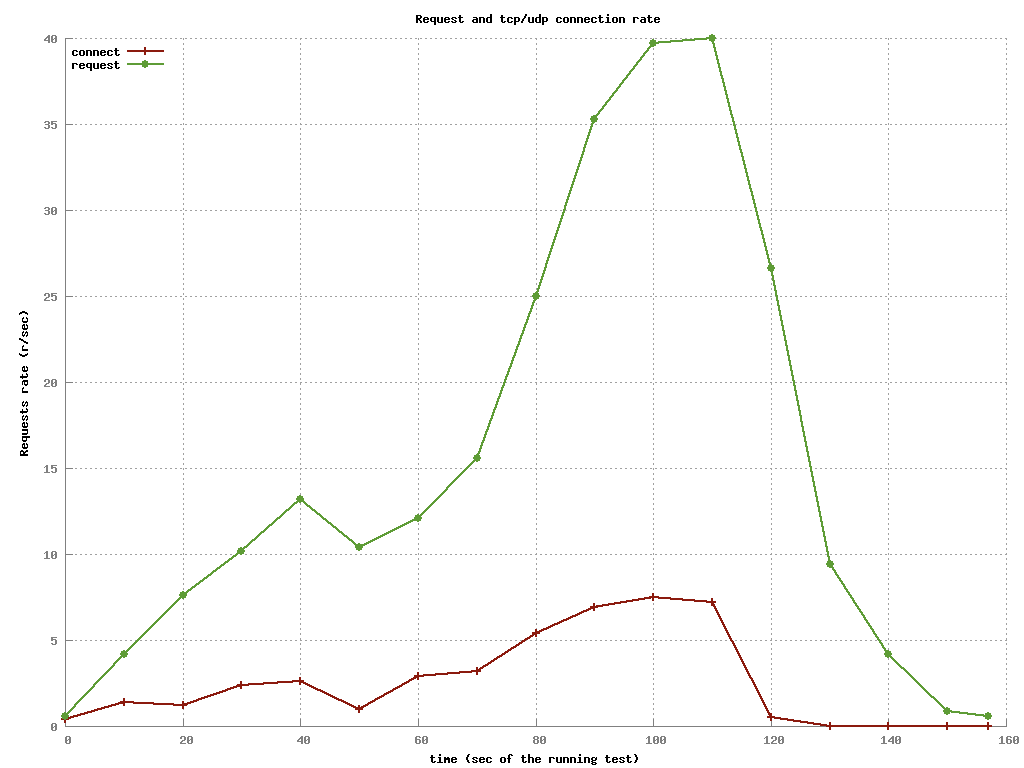 Request and tcp/udp connection rate
connect
request
40
35
30
25
20
15
10
5
0
Requests rate (r/sec)
0 20 40 60 80 100 120 140 160
time (sec of the running test)